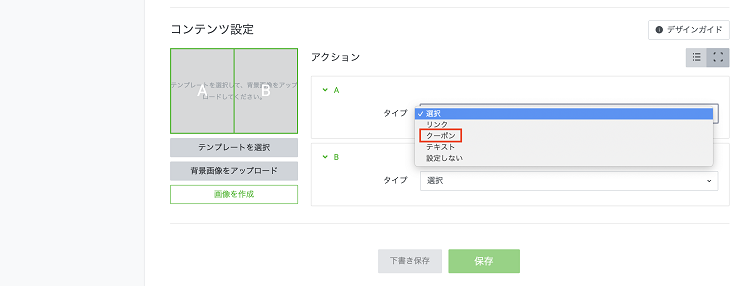 コンテンツ設定
デザインガイド
テンプレートを選択して、背景画像をアップ
ロードしてください。
A
B
アクション
A
タイプ
選択
リンク
クーポン
テキスト
設定しない
B
タイプ
選択
テンプレートを選択
背景画像をアップロード
画像を作成
下書き保存
保存